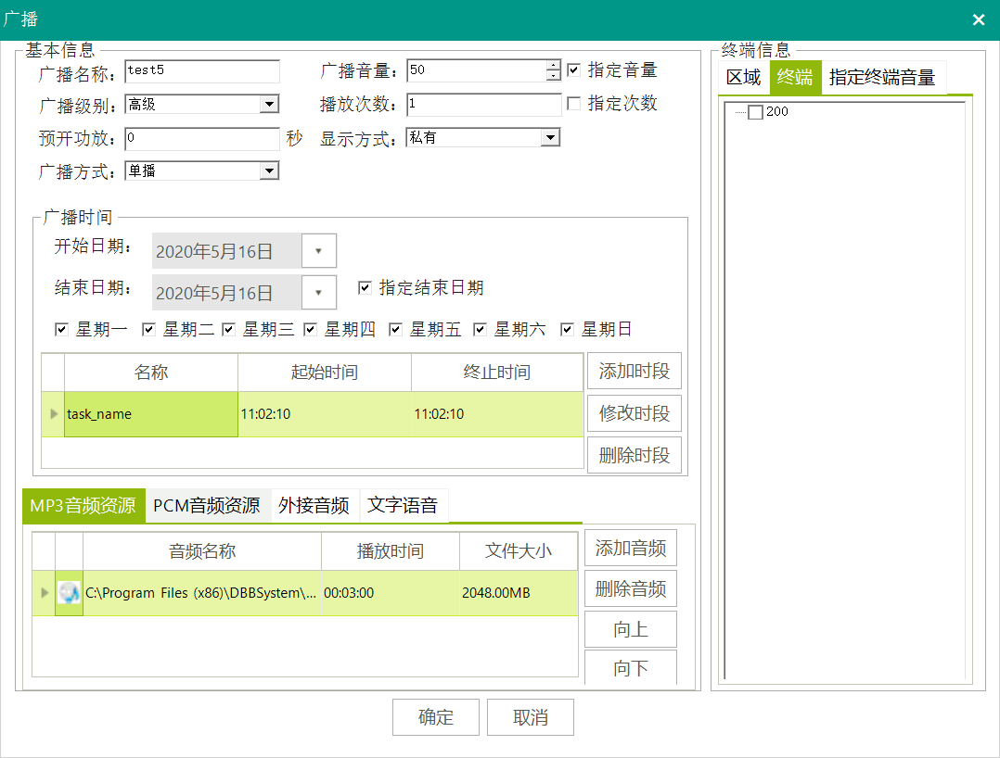 广播
基本信息
广播名称： test5 广播音量： 50 指定音量
广播级别： 高级 播放次数： 1 指定次数
预开功放： 0 秒 显示方式： 私有
广播方式： 单播
广播时间
开始日期： 2020年5月16日
结束日期： 2020年5月16日 指定结束日期
星期一 星期二 星期三 星期四 星期五 星期六 星期日
名称 起始时间 终止时间 添加时段
task_name 11:02:10 11:02:10 修改时段
删除时段
MP3音频资源 PCM音频资源 外接音频 文字语音
音频名称 播放时间 文件大小 添加音频
C:\Program Files (x86)\DBBSystem\... 00:03:00 2048.00MB 删除音频
向上
向下
终端信息
区域 终端 指定终端音量
200
确定 取消